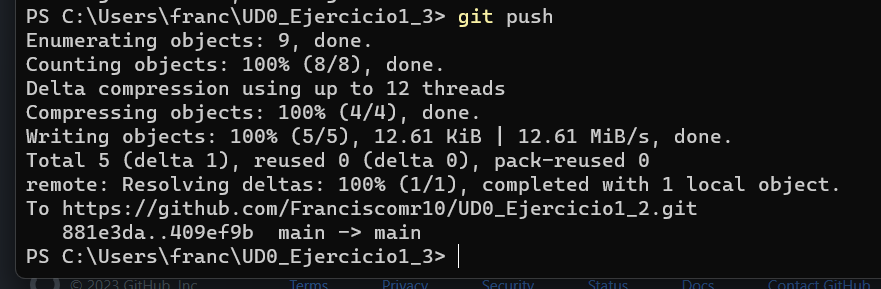 PS C:\Users\franc\UD0_Ejercicio1_3> git push
Enumerating objects: 9, done.
Counting objects: 100% (8/8), done.
Delta compression using up to 12 threads
Compressing objects: 100% (4/4), done.
Writing objects: 100% (5/5), 12.61 KiB | 12.61 MiB/s, done.
Total 5 (delta 1), reused 0 (delta 0), pack-reused 0
remote: Resolving deltas: 100% (1/1), completed with 1 local object.
To https://github.com/Franciscomr10/UD0_Ejercicio1_2.git
   881e3da..409ef9b  main -> main
PS C:\Users\franc\UD0_Ejercicio1_3>
© 2023 GitHub, Inc. Terms Privacy Security Status Docs Contact GitHub